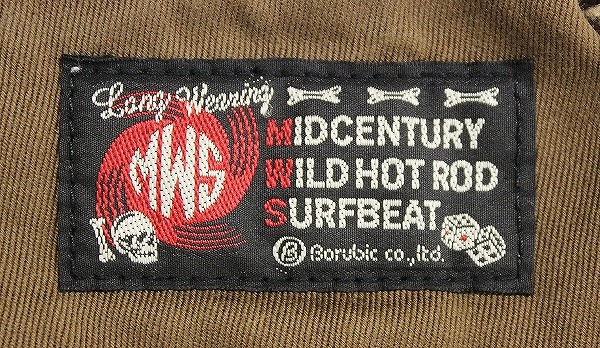 Long Wearing
MWS
MIDCENTURY
WILD HOT ROD
SURFBEAT
B Borubic co.,ltd.